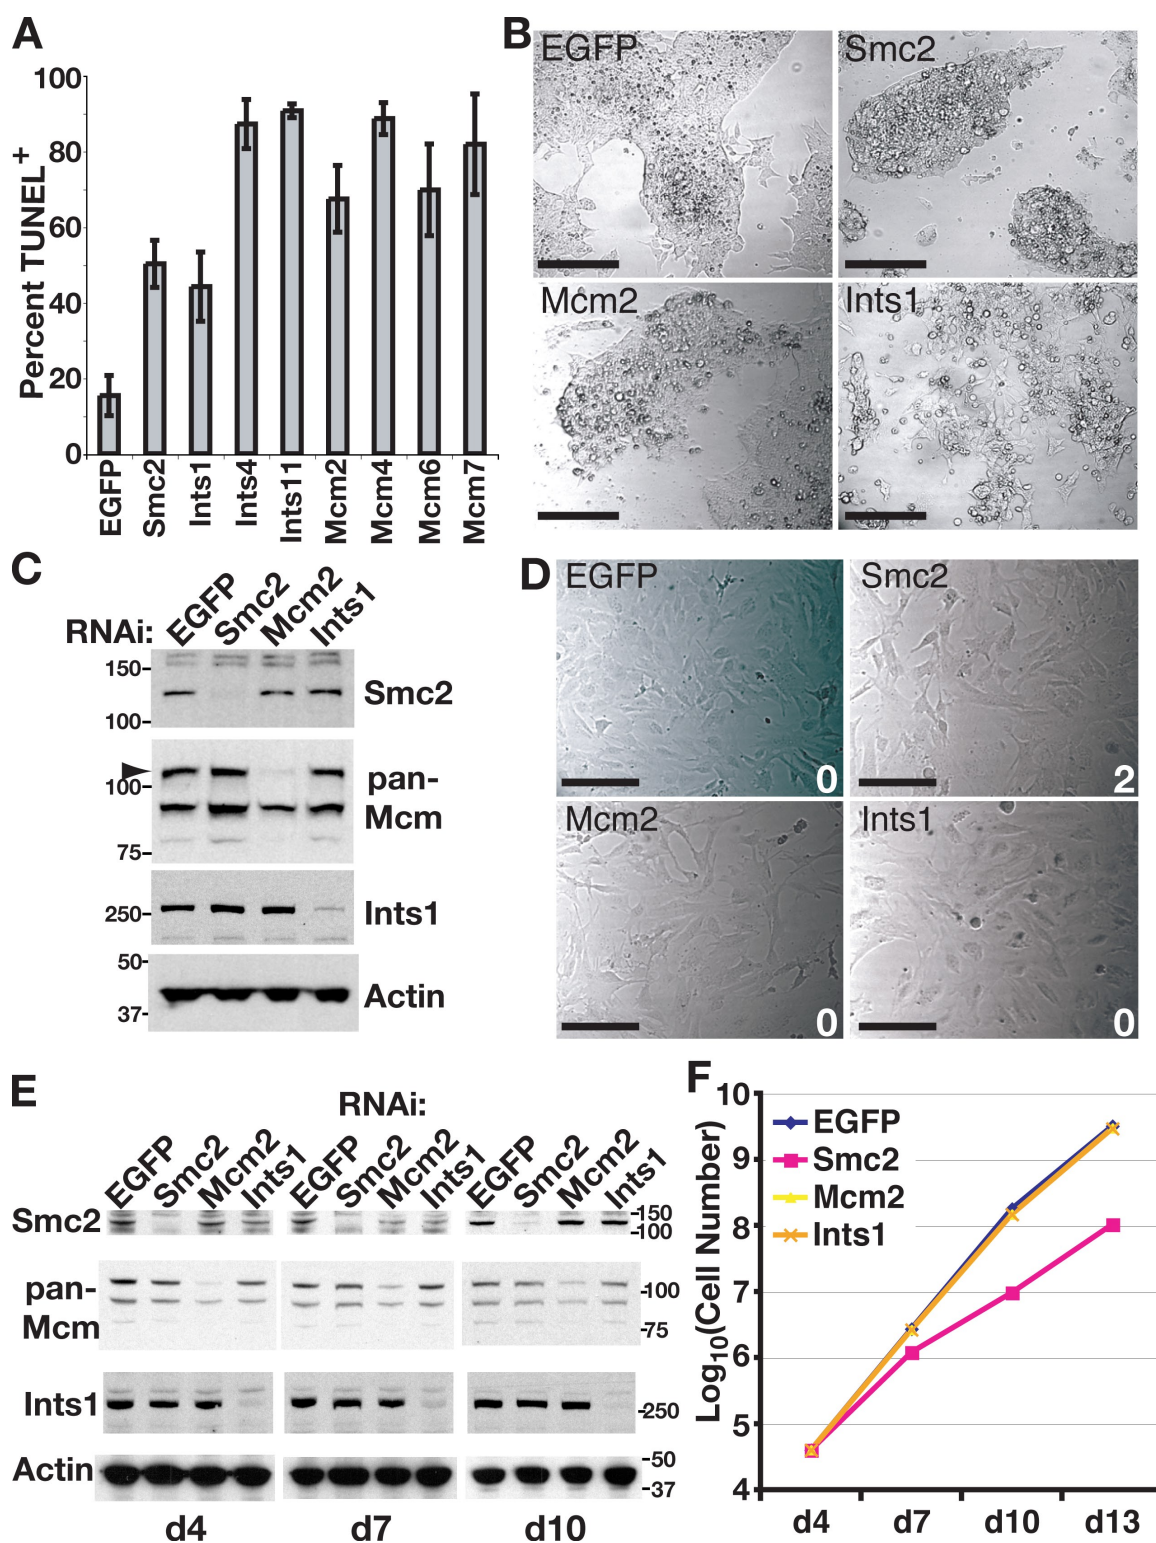 A
Percent TUNEL+
100
80
60
40
20
0
EGFP
Smc2
Ints1
Ints4
Ints11
Mcm2
Mcm4
Mcm6
Mcm7
B
EGFP
Smc2
Mcm2
Ints1
C
RNAi:
EGFP
Smc2
Mcm2
Ints1
150-
100-
Smc2
100-
75-
pan-
Mcm
250-
Ints1
50-
37-
Actin
D
EGFP
0
Smc2
2
Mcm2
0
Ints1
0
E
RNAi:
EGFP
Smc2
Mcm2
Ints1
EGFP
Smc2
Mcm2
Ints1
EGFP
Smc2
Mcm2
Ints1
Smc2
-150
-100
pan-
Mcm
-100
-75
Ints1
-250
Actin
-50
-37
d4
d7
d10
F
Log10(Cell Number)
10
9
8
7
6
5
4
EGFP
Smc2
Mcm2
Ints1
d4
d7
d10
d13